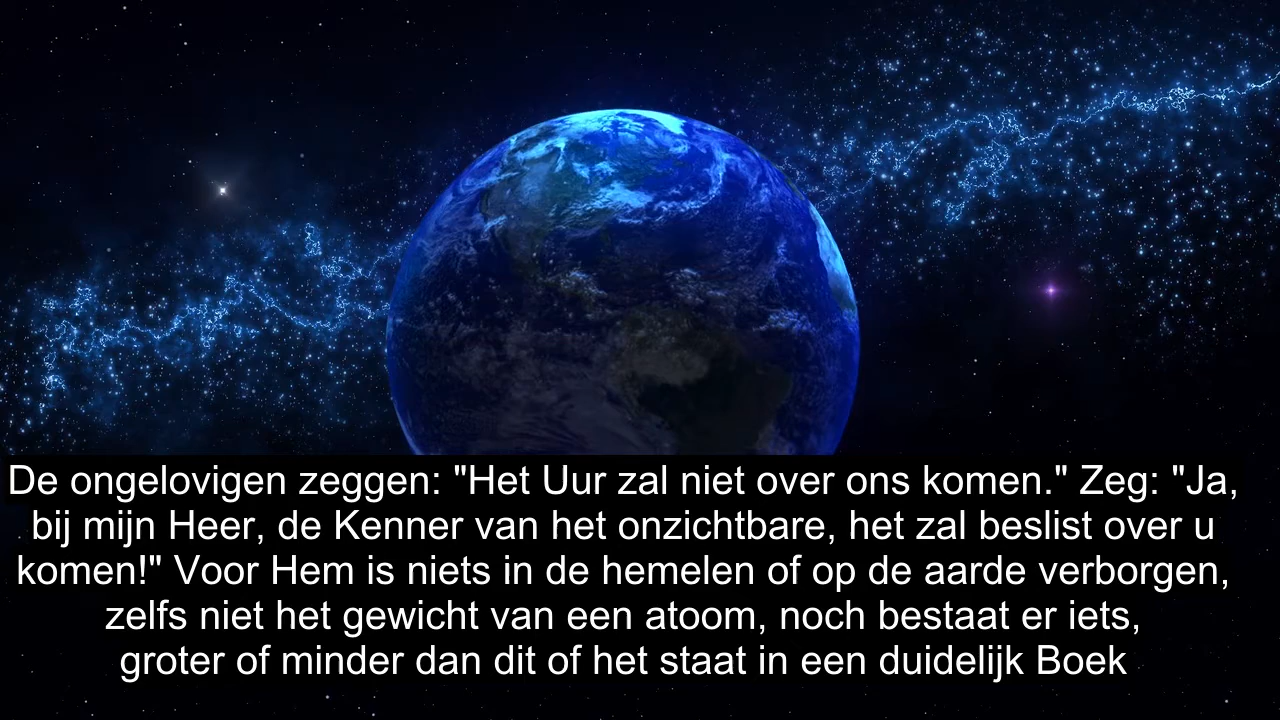 De ongelovigen zeggen: "Het Uur zal niet over ons komen." Zeg: "Ja,
bij mijn Heer, de Kenner van het onzichtbare, het zal beslist over u
komen!" Voor Hem is niets in de hemelen of op de aarde verborgen,
zelfs niet het gewicht van een atoom, noch bestaat er iets,
groter of minder dan dit of het staat in een duidelijk Boek